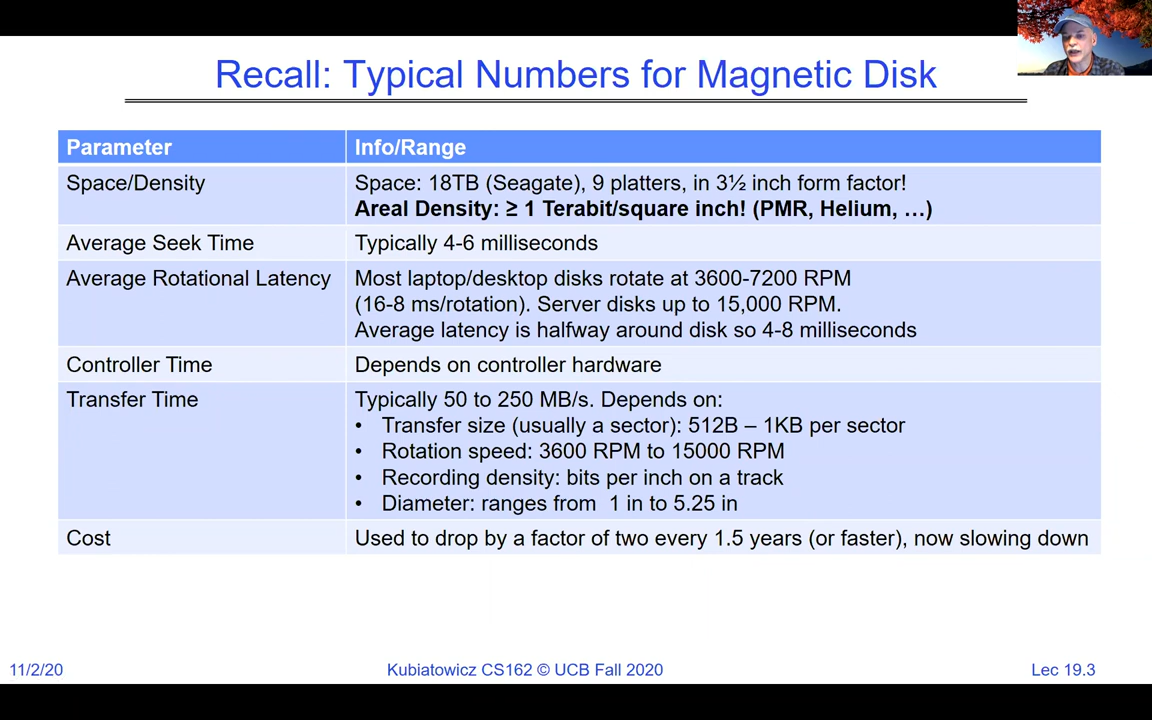 Recall: Typical Numbers for Magnetic Disk
Parameter
Info/Range
Space/Density
Space: 18TB (Seagate), 9 platters, in 3½ inch form factor!
Areal Density: ≥ 1 Terabit/square inch! (PMR, Helium, …)
Average Seek Time
Typically 4-6 milliseconds
Average Rotational Latency
Most laptop/desktop disks rotate at 3600-7200 RPM
(16-8 ms/rotation). Server disks up to 15,000 RPM.
Average latency is halfway around disk so 4-8 milliseconds
Controller Time
Depends on controller hardware
Transfer Time
Typically 50 to 250 MB/s. Depends on:
• Transfer size (usually a sector): 512B – 1KB per sector
• Rotation speed: 3600 RPM to 15000 RPM
• Recording density: bits per inch on a track
• Diameter: ranges from 1 in to 5.25 in
Cost
Used to drop by a factor of two every 1.5 years (or faster), now slowing down
11/2/20
Kubiatowicz CS162 © UCB Fall 2020
Lec 19.3